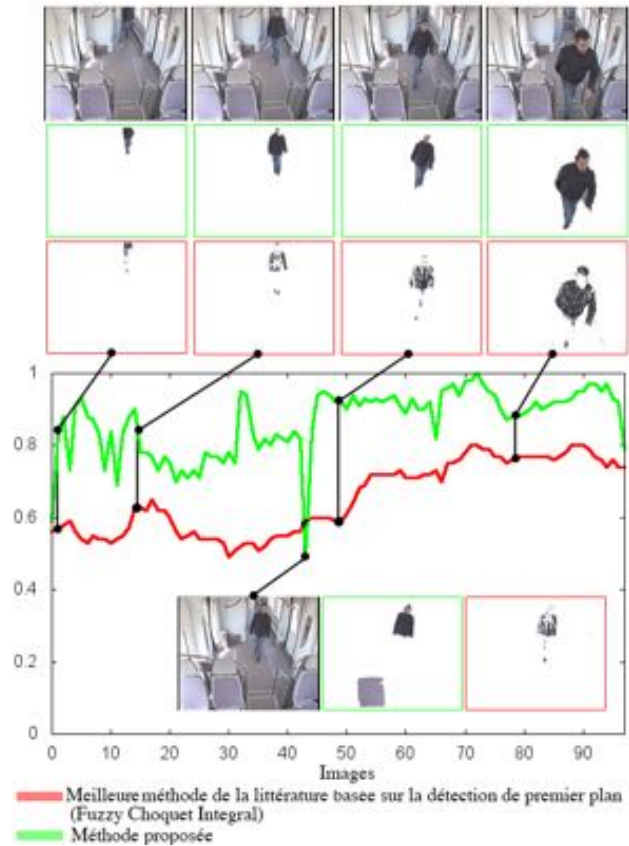 1
0.8
0.6
0.4
0.2
0
0 10 20 30 40 50 60 70 80 90
Images
Meilleure méthode de la littérature basée sur la détection de premier plan
(Fuzzy Choquet Integral)
Méthode proposée